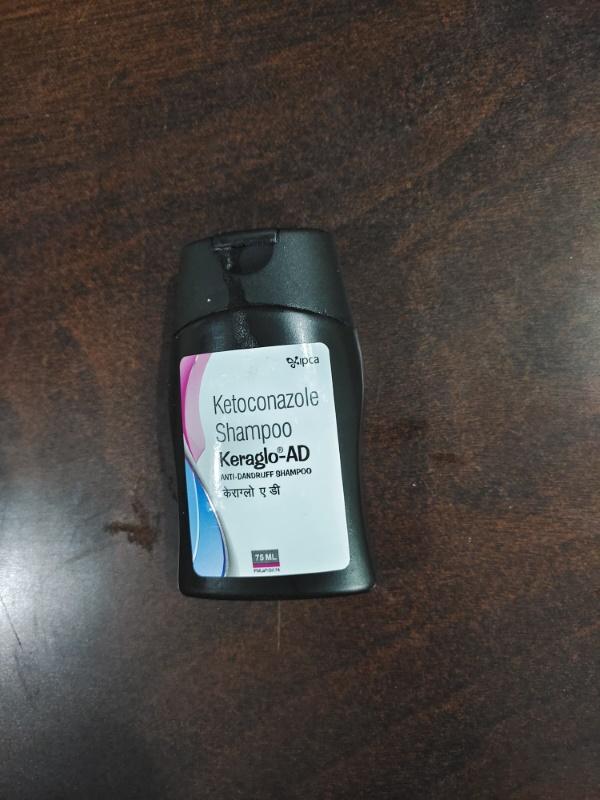 ipca
Ketoconazole
Shampoo
Keraglo®-AD
ANTI-DANDRUFF SHAMPOO
केराग्लो ए डी
75 ML